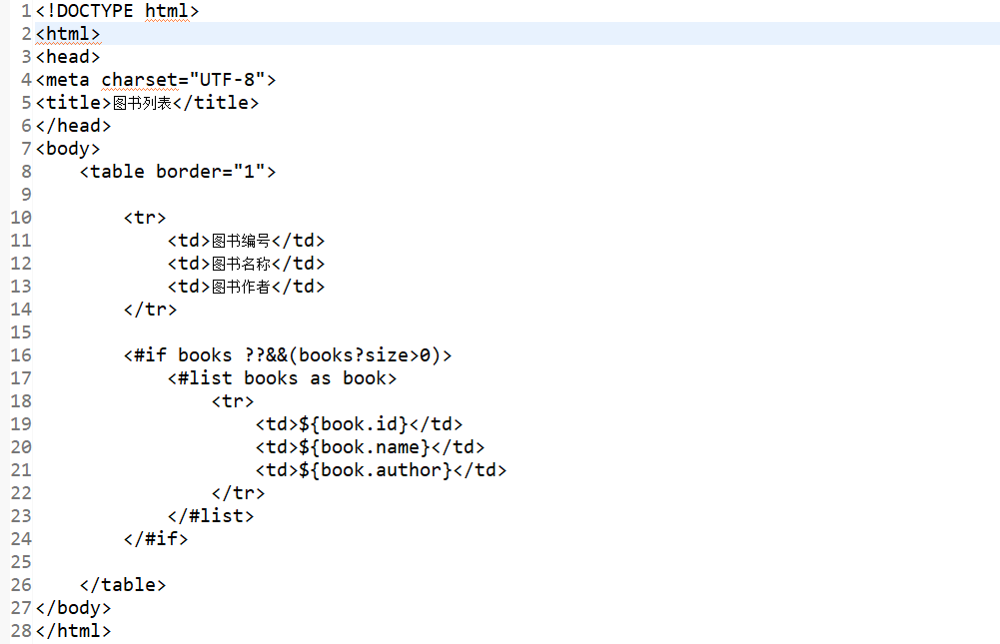 1<!DOCTYPE html>
2<html>
3<head>
4<meta charset="UTF-8">
5<title>图书列表</title>
6</head>
7<body>
8    <table border="1">
9
10        <tr>
11            <td>图书编号</td>
12            <td>图书名称</td>
13            <td>图书作者</td>
14        </tr>
15
16        <#if books ??&&(books?size>0)>
17            <#list books as book>
18                <tr>
19                    <td>${book.id}</td>
20                    <td>${book.name}</td>
21                    <td>${book.author}</td>
22                </tr>
23            </#list>
24        </#if>
25
26    </table>
27</body>
28</html>